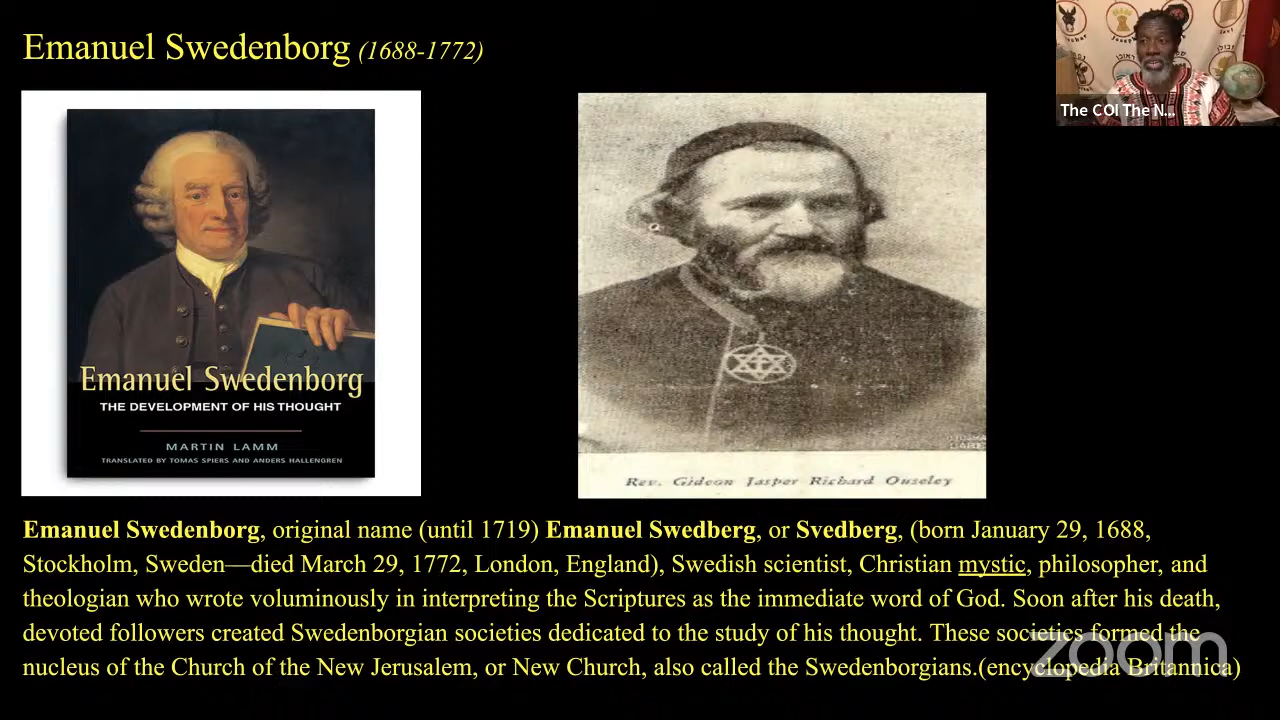 Emanuel Swedenborg (1688-1772)
The COI The N...
Emanuel Swedenborg
THE DEVELOPMENT OF HIS THOUGHT
MARTIN LAMM
TRANSLATED BY TOMAS SPIERS AND ANDERS HALLENGREN
Rev. Gideon Jasper Richard Ouseley
Emanuel Swedenborg, original name (until 1719) Emanuel Swedberg, or Svedberg, (born January 29, 1688,
Stockholm, Sweden—died March 29, 1772, London, England), Swedish scientist, Christian mystic, philosopher, and
theologian who wrote voluminously in interpreting the Scriptures as the immediate word of God. Soon after his death,
devoted followers created Swedenborgian societies dedicated to the study of his thought. These societies formed the
nucleus of the Church of the New Jerusalem, or New Church, also called the Swedenborgians.(encyclopedia Britannica)
zoom